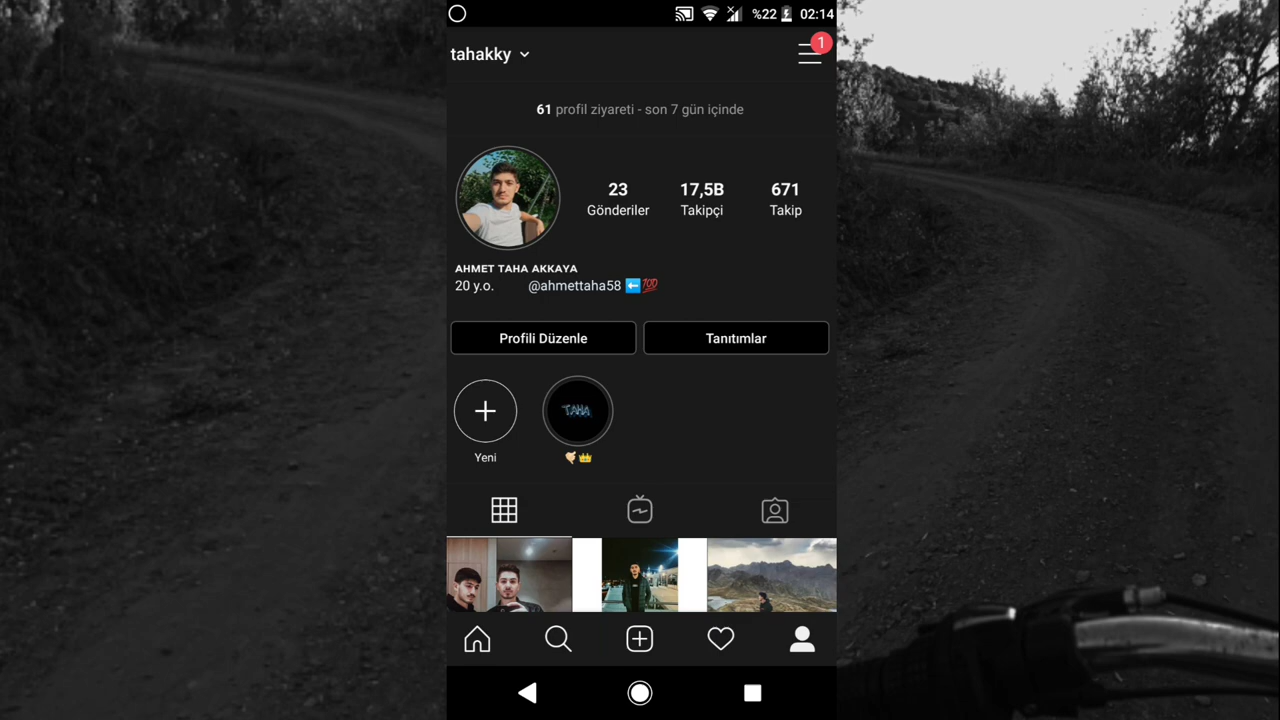 %22 02:14
tahakky
1
61 profil ziyareti - son 7 gün içinde
23 17,5B 671
Gönderiler Takipçi Takip
AHMET TAHA AKKAYA
20 y.o. @ahmettaha58 ⬅️💯
Profili Düzenle Tanıtımlar
TAHA
Yeni